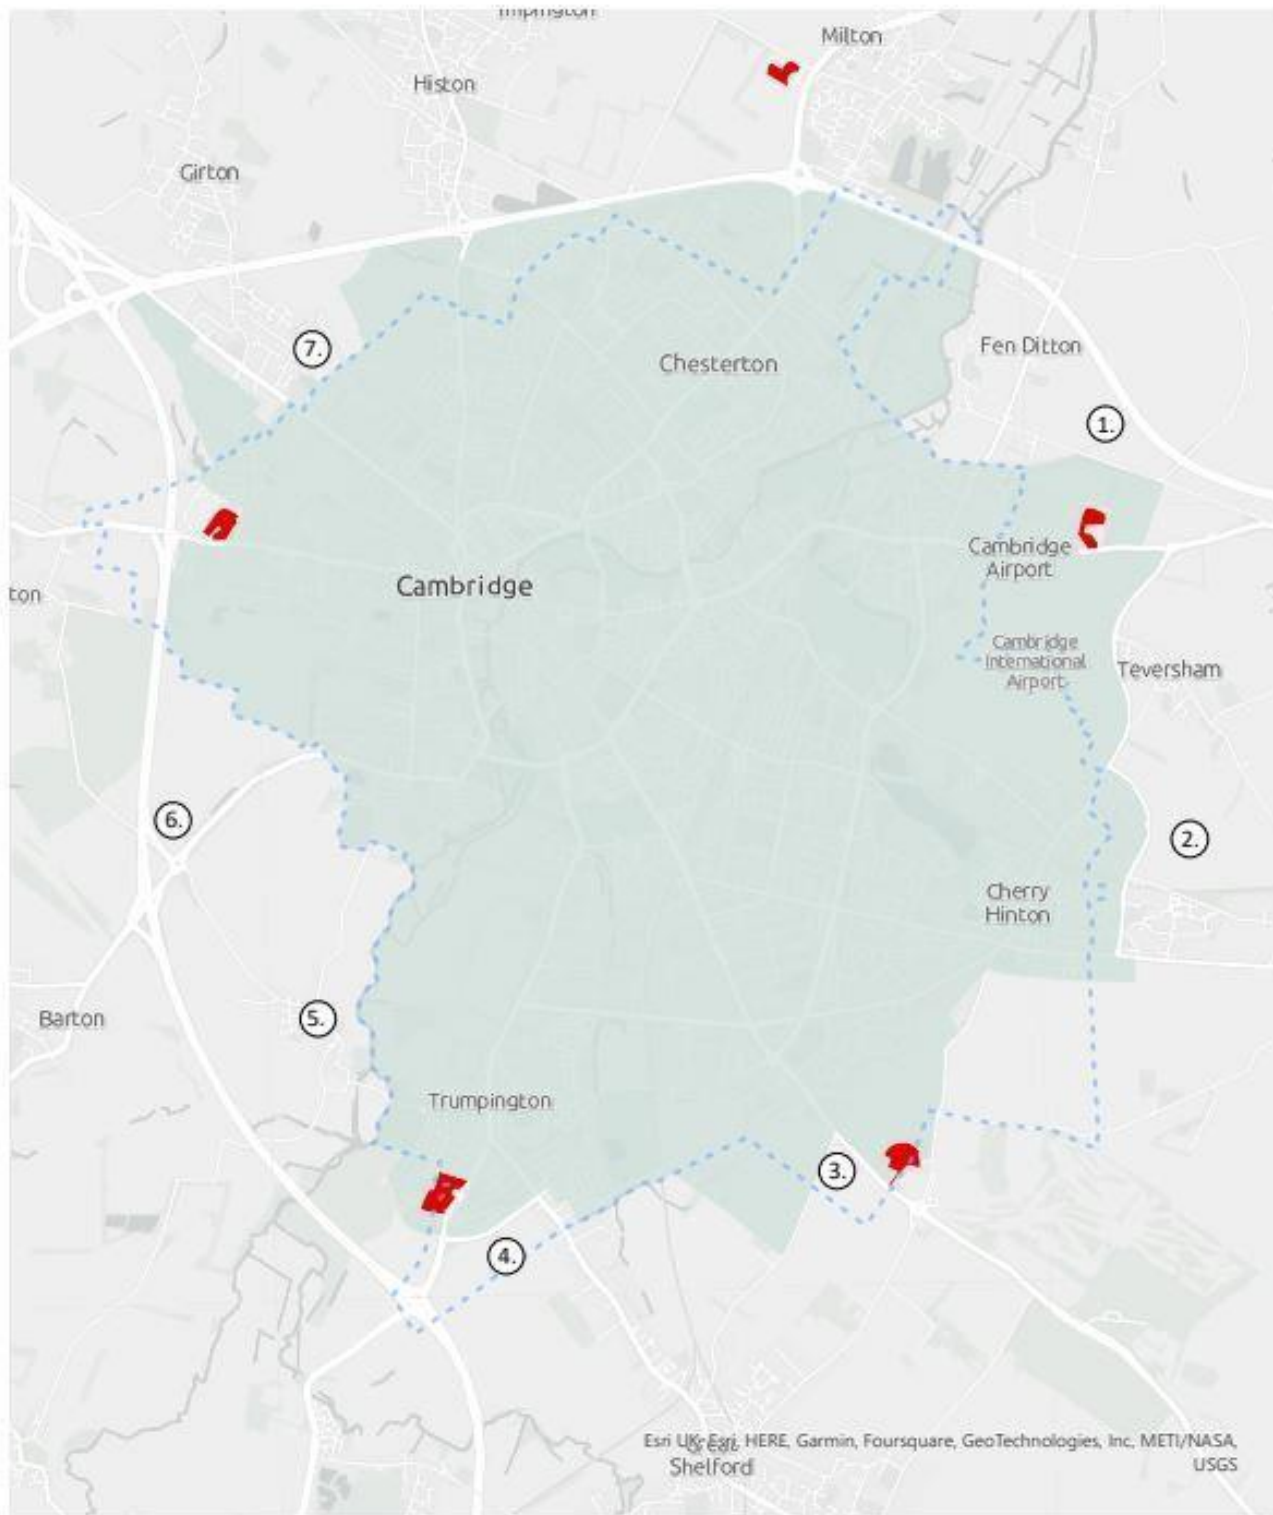 Milton
Histon
Girton
7.
Chesterton
Fen Ditton
1.
Cambridge
Airport
Cambridge
ton
Cambridge
International
Airport
Teversham
6.
2.
Cherry
Hinton
Barton
5.
Trumpington
3.
4.
Esri UK, Esri, HERE, Garmin, Foursquare, GeoTechnologies, Inc, METI/NASA,
USGS
Shelford